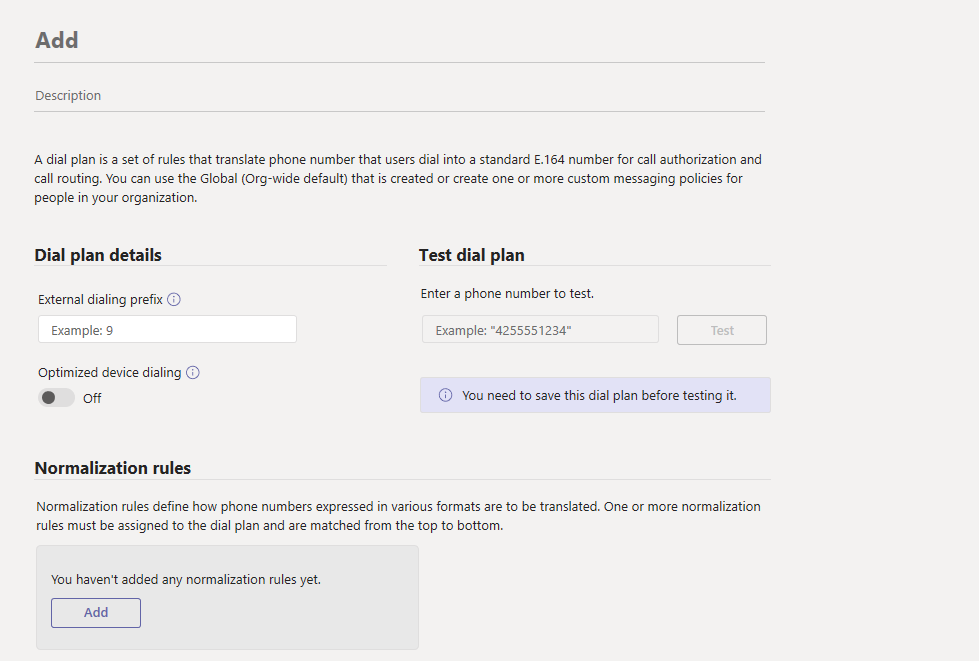 Add
Description
A dial plan is a set of rules that translate phone number that users dial into a standard E.164 number for call authorization and
call routing. You can use the Global (Org-wide default) that is created or create one or more custom messaging policies for
people in your organization.
Dial plan details
External dialing prefix
Example: 9
Optimized device dialing
Off
Test dial plan
Enter a phone number to test.
Example: "4255551234"
Test
You need to save this dial plan before testing it.
Normalization rules
Normalization rules define how phone numbers expressed in various formats are to be translated. One or more normalization
rules must be assigned to the dial plan and are matched from the top to bottom.
You haven't added any normalization rules yet.
Add